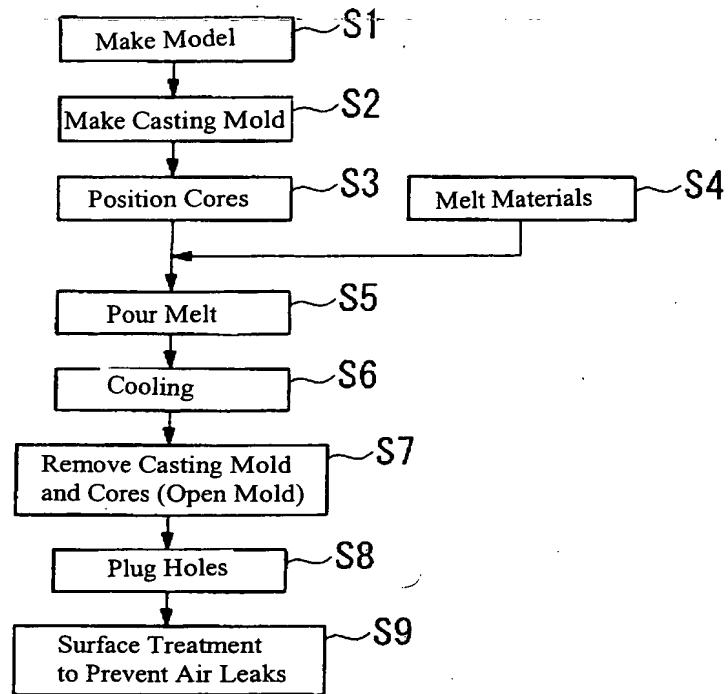 Make Model
S1
Make Casting Mold
S2
Position Cores
S3
Melt Materials
S4
Pour Melt
S5
Cooling
S6
Remove Casting Mold
and Cores (Open Mold)
S7
Plug Holes
S8
Surface Treatment
to Prevent Air Leaks
S9